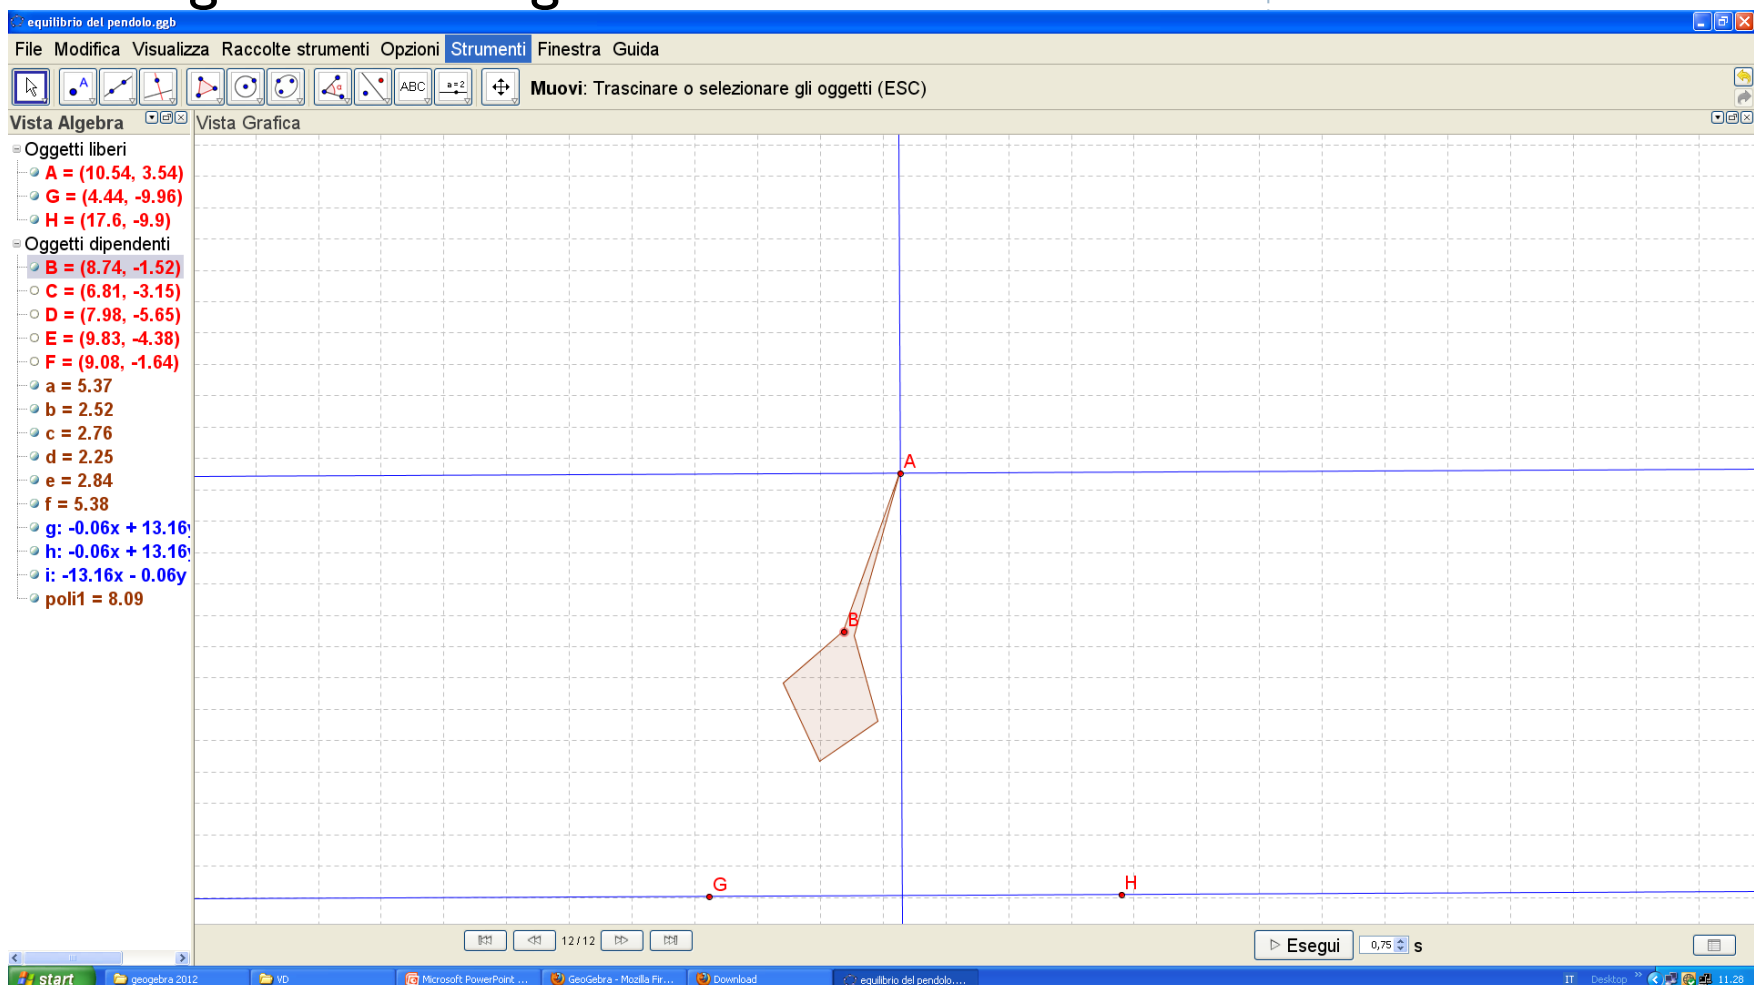 equilibrio del pendolo.ggb
File Modifica Visualizza Raccolte strumenti Opzioni Strumenti Finestra Guida
A ABC a=2 Muovi: Trascinare o selezionare gli oggetti (ESC)
Vista Algebra
Vista Grafica
Oggetti liberi
A = (10.54, 3.54)
G = (4.44, -9.96)
H = (17.6, -9.9)
Oggetti dipendenti
B = (8.74, -1.52)
C = (6.81, -3.15)
D = (7.98, -5.65)
E = (9.83, -4.38)
F = (9.08, -1.64)
a = 5.37
b = 2.52
c = 2.76
d = 2.25
e = 2.84
f = 5.38
g: -0.06x + 13.16y
h: -0.06x + 13.16y
i: -13.16x - 0.06y
poli1 = 8.09
A
B
G
H
12/12
Esegui 0,75 s
start geogebra 2012 VD Microsoft PowerPoint ... GeoGebra - Mozilla Fir... Download equilibrio del pendolo.... IT Desktop 11.28